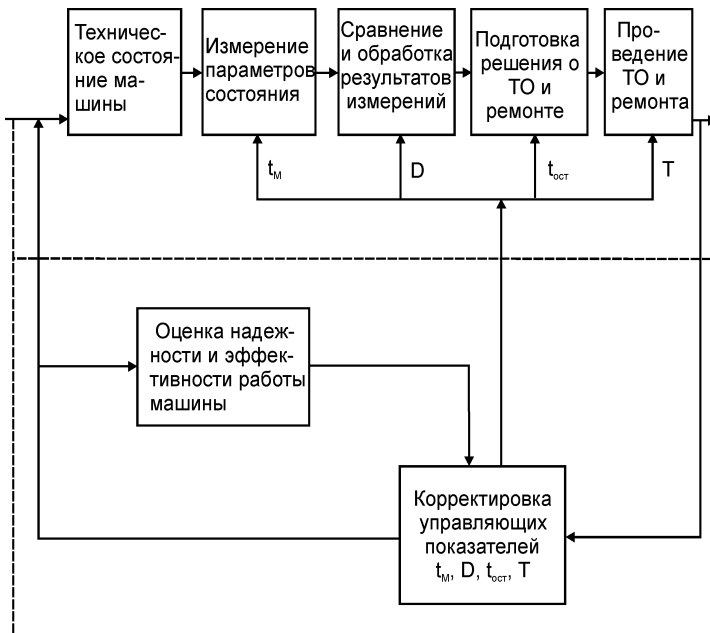 Техничес-
кое состоя-
ние ма-
шины
Измерение
параметров
состояния
Сравнение
и обработка
результатов
измерений
Подготовка
решения о
ТО и
ремонте
Про-
ведение
ТО и
ремонта
tм
D
tост
T
Оценка надеж-
ности и эффек-
тивности работы
машины
Корректировка
управляющих
показателей
tм, D, tост, T